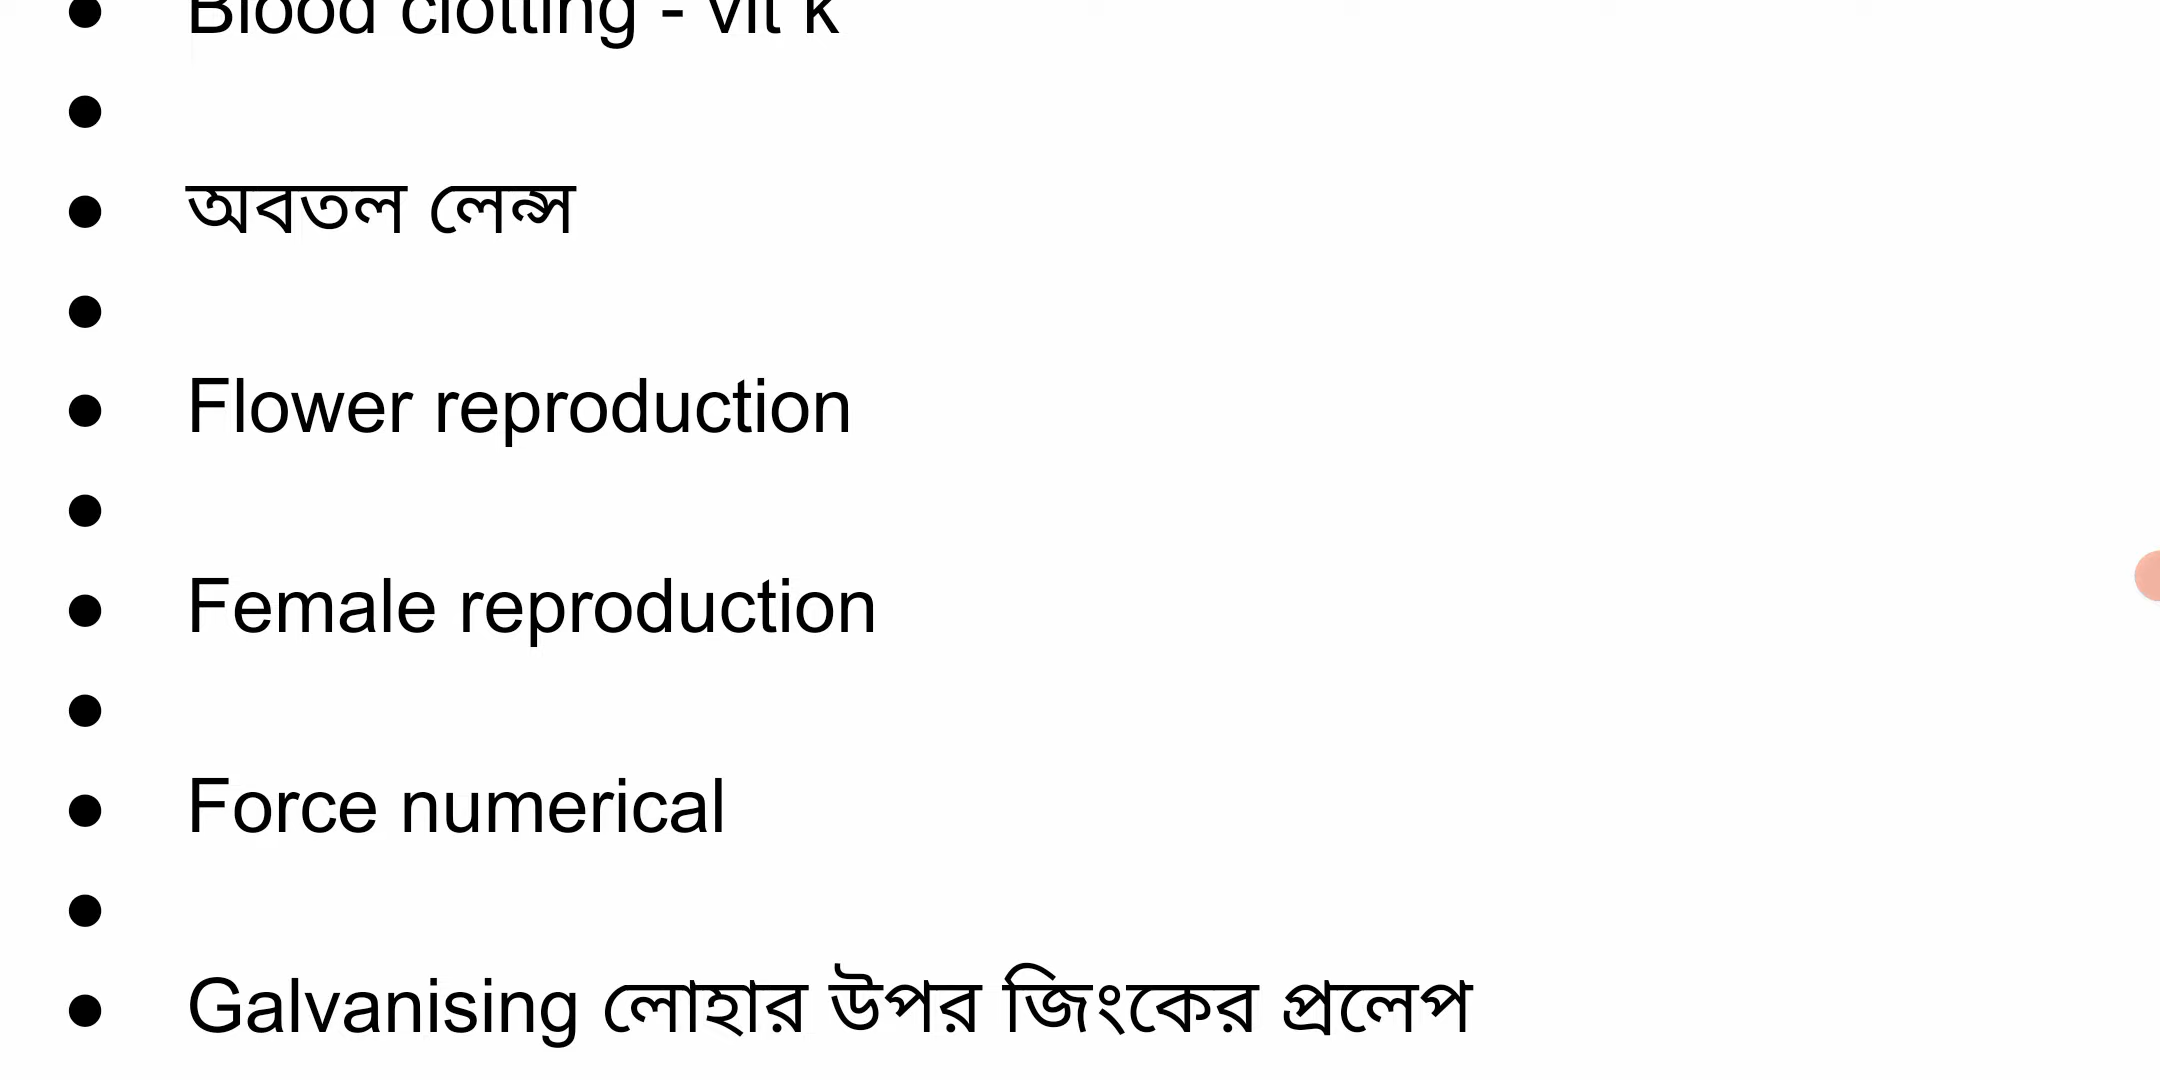 Blood clotting - vit k
অবতল লেন্স
Flower reproduction
Female reproduction
Force numerical
Galvanising লোহার উপর জিংকের প্রলেপ